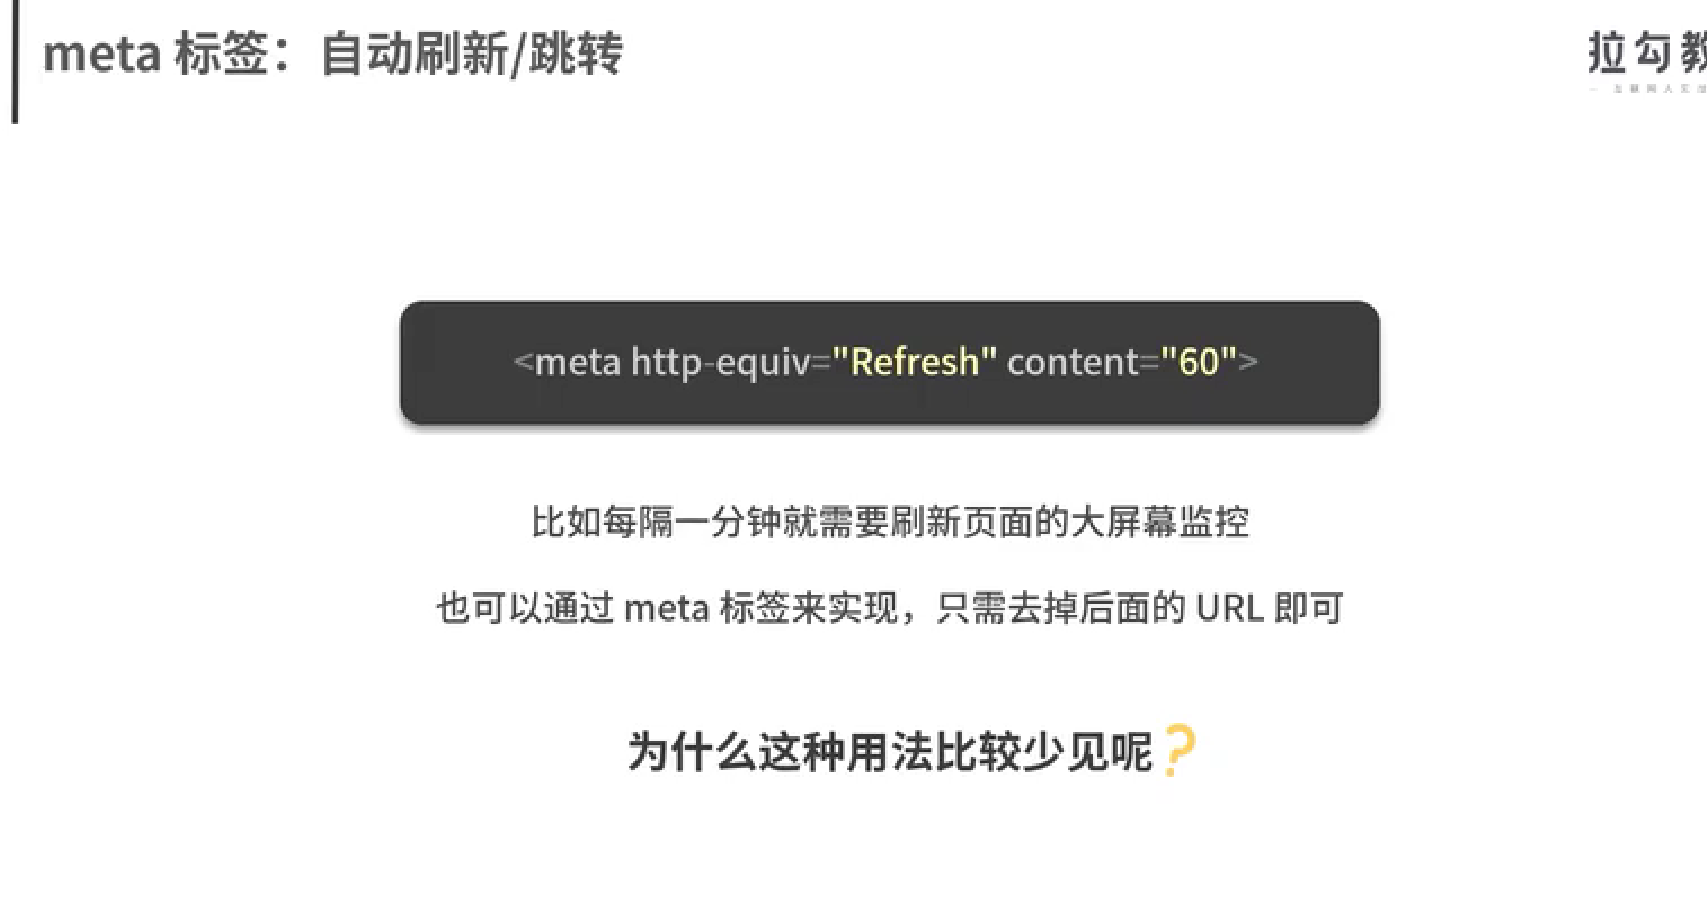 meta 标签：自动刷新/跳转
拉勾教
<meta http-equiv="Refresh" content="60">
比如每隔一分钟就需要刷新页面的大屏幕监控
也可以通过 meta 标签来实现，只需去掉后面的 URL 即可
为什么这种用法比较少见呢?